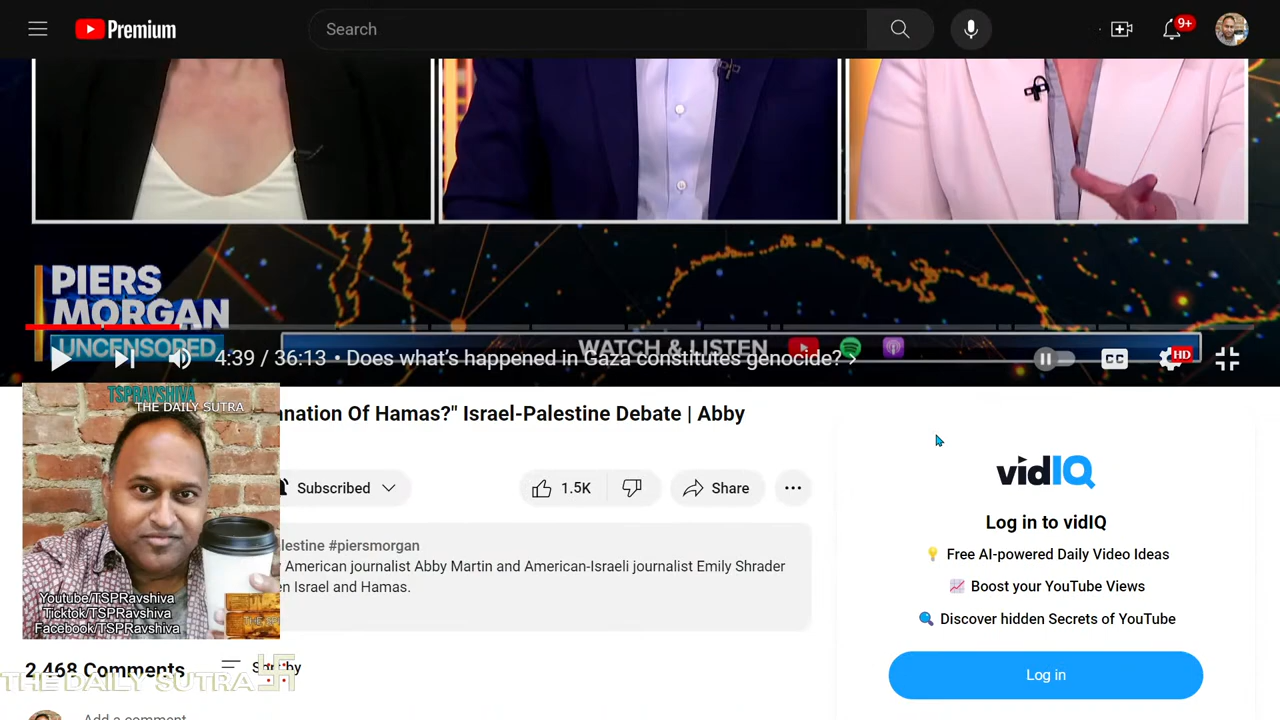 Premium
Search
9+
PIERS
MORGAN
UNCENSORED
WATCH & LISTEN
4:39 / 36:13 • Does what's happened in Gaza constitutes genocide?
CC
HD
TSPRAVSHIVA
THE DAILY SUTRA
nation Of Hamas?" Israel-Palestine Debate | Abby
Subscribed
1.5K
Share
lestine #piersmorgan
American journalist Abby Martin and American-Israeli journalist Emily Shrader
en Israel and Hamas.
Youtube/TSPRavshiva
Ticktok/TSPRavshiva
Facebook/TSPRavshiva
2,468 Comments
Sort by
THE DAILY SUTRA
Add a comment
vidIQ
Log in to vidIQ
Free AI-powered Daily Video Ideas
Boost your YouTube Views
Discover hidden Secrets of YouTube
Log in